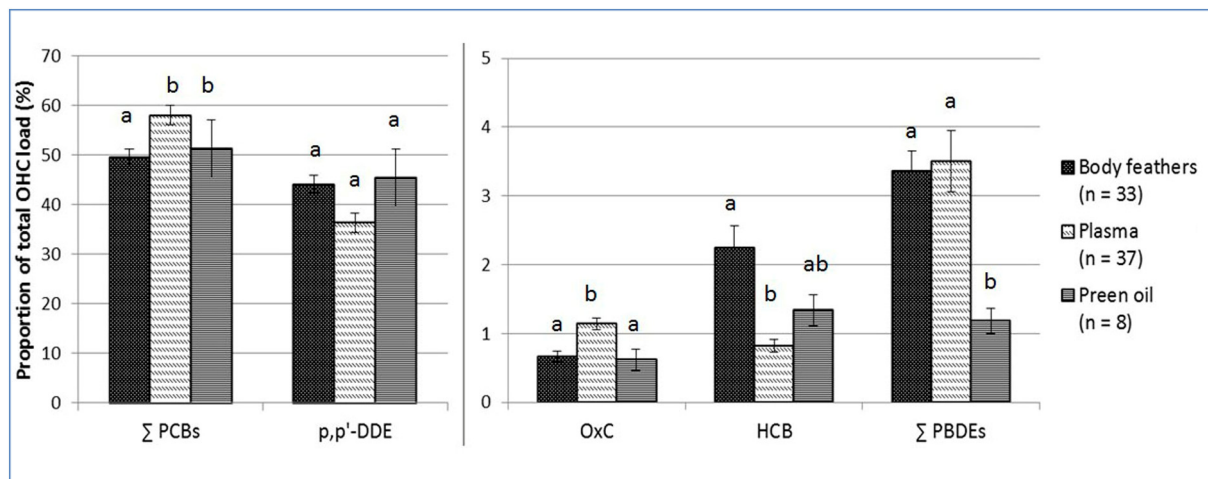 Proportion of total OHC load (%)
70
60
50
40
30
20
10
0
a
b
b
a
a
a
∑ PCBs
p,p'-DDE
5
4
3
2
1
0
a
b
a
a
b
ab
a
a
b
OxC
HCB
∑ PBDEs
Body feathers
(n = 33)
Plasma
(n = 37)
Preen oil
(n = 8)